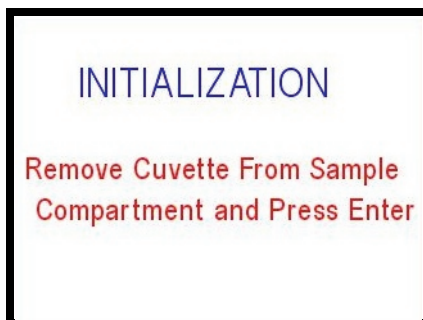 INITIALIZATION
Remove Cuvette From Sample
Compartment and Press Enter